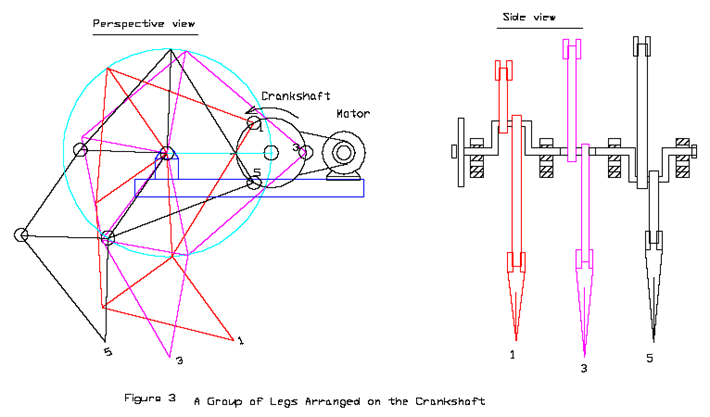 Perspective view
Side view
Crankshaft
Motor
1
3
5
5
3
1
1
3
5
Figure 3 A Group of Legs Arranged on the Crankshaft